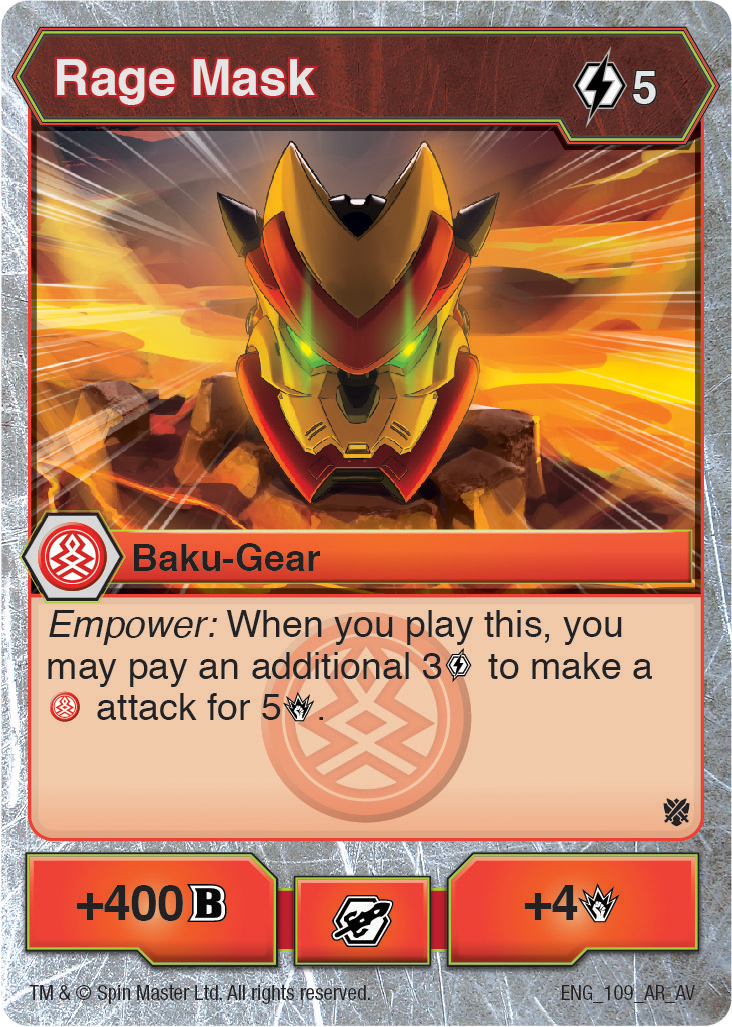 Rage Mask
5
Baku-Gear
Empower: When you play this, you
may pay an additional 3 to make a
attack for 5.
+400 B
+4
TM & © Spin Master Ltd. All rights reserved.
ENG_109_AR_AV